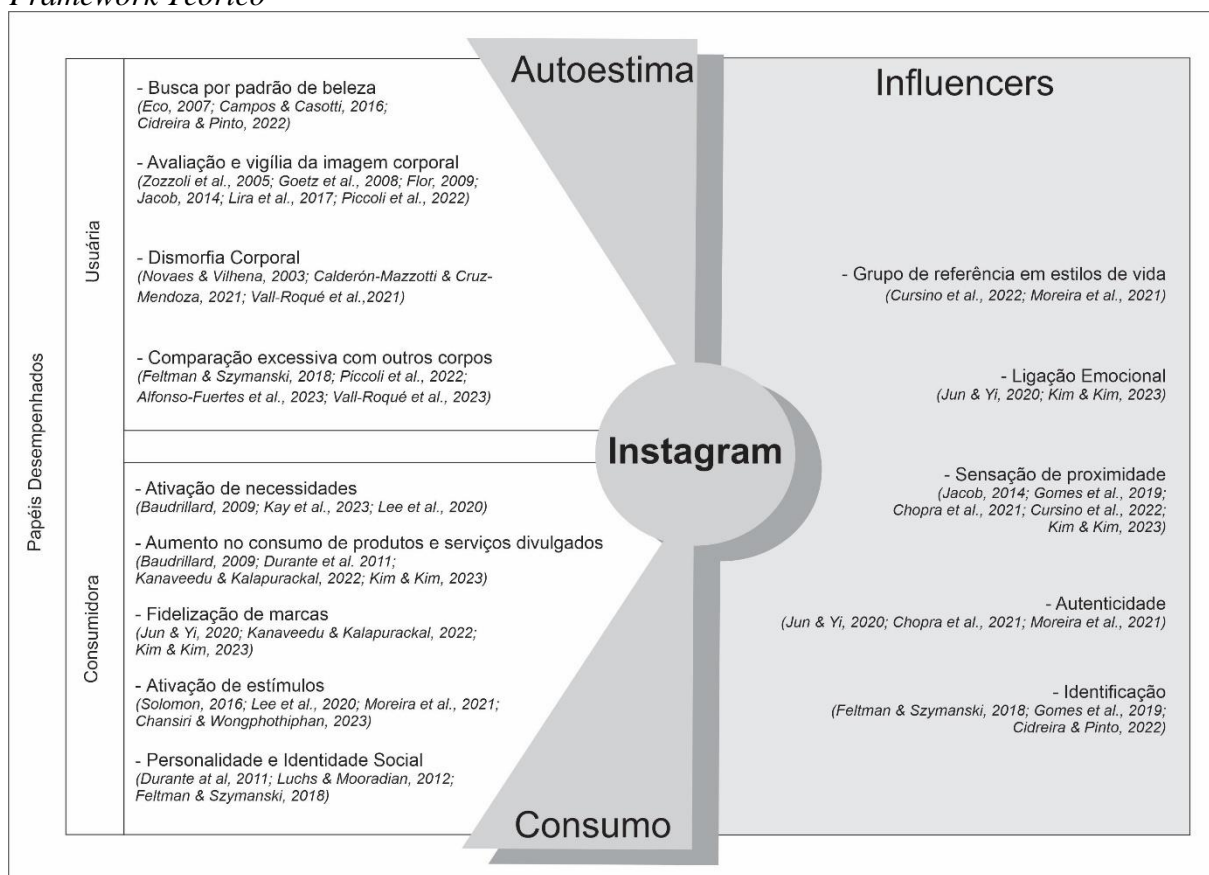 Framework Teórico
Autoestima
Influencers
Papéis Desempenhados
Usuária
- Busca por padrão de beleza
(Eco, 2007; Campos & Casotti, 2016;
Cidreira & Pinto, 2022)
- Avaliação e vigília da imagem corporal
(Zozzoli et al., 2005; Goetz et al., 2008; Flor, 2009;
Jacob, 2014; Lira et al., 2017; Piccoli et al., 2022)
- Dismorfia Corporal
(Novaes & Vilhena, 2003; Calderón-Mazzotti & Cruz-
Mendoza, 2021; Vall-Roqué et al.,2021)
- Comparação excessiva com outros corpos
(Feltman & Szymanski, 2018; Piccoli et al., 2022;
Alfonso-Fuertes et al., 2023; Vall-Roqué et al., 2023)
Instagram
Consumidora
- Ativação de necessidades
(Baudrillard, 2009; Kay et al., 2023; Lee et al., 2020)
- Aumento no consumo de produtos e serviços divulgados
(Baudrillard, 2009; Durante et al. 2011;
Kanaveedu & Kalapurackal, 2022; Kim & Kim, 2023)
- Fidelização de marcas
(Jun & Yi, 2020; Kanaveedu & Kalapurackal, 2022;
Kim & Kim, 2023)
- Ativação de estímulos
(Solomon, 2016; Lee et al., 2020; Moreira et al., 2021;
Chansiri & Wongphothiphan, 2023)
- Personalidade e Identidade Social
(Durante at al, 2011; Luchs & Mooradian, 2012;
Feltman & Szymanski, 2018)
Consumo
- Grupo de referência em estilos de vida
(Cursino et al., 2022; Moreira et al., 2021)
- Ligação Emocional
(Jun & Yi, 2020; Kim & Kim, 2023)
- Sensação de proximidade
(Jacob, 2014; Gomes et al., 2019;
Chopra et al., 2021; Cursino et al., 2022;
Kim & Kim, 2023)
- Autenticidade
(Jun & Yi, 2020; Chopra et al., 2021; Moreira et al., 2021)
- Identificação
(Feltman & Szymanski, 2018; Gomes et al., 2019;
Cidreira & Pinto, 2022)